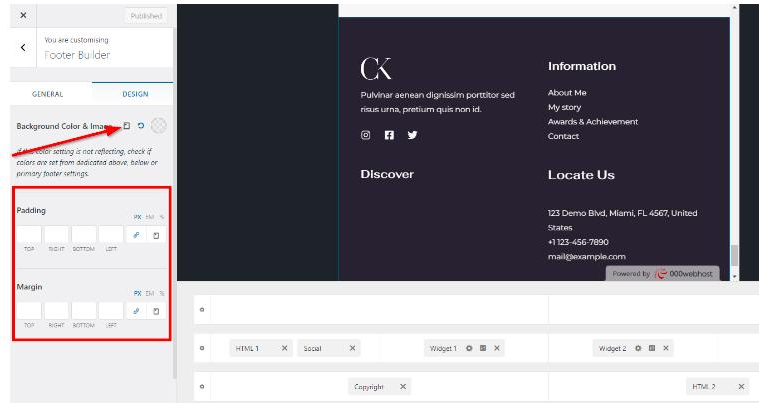 Published
You are customising
Footer Builder
GENERAL
DESIGN
Background Color & Image
If this color setting is not reflecting, check if
colors are set from dedicated above, below or
primary footer settings.
Padding
PX EM %
TOP RIGHT BOTTOM LEFT
Margin
PX EM %
TOP RIGHT BOTTOM LEFT
CK
Pulvinar aenean dignissim porttitor sed
risus urna, pretium quis non id.
Information
About Me
My story
Awards & Achievement
Contact
Discover
Locate Us
123 Demo Blvd, Miami, FL 4567, United
States
+1 123-456-7890
mail@example.com
Powered by 000webhost
HTML 1
Social
Widget 1
Widget 2
Copyright
HTML 2